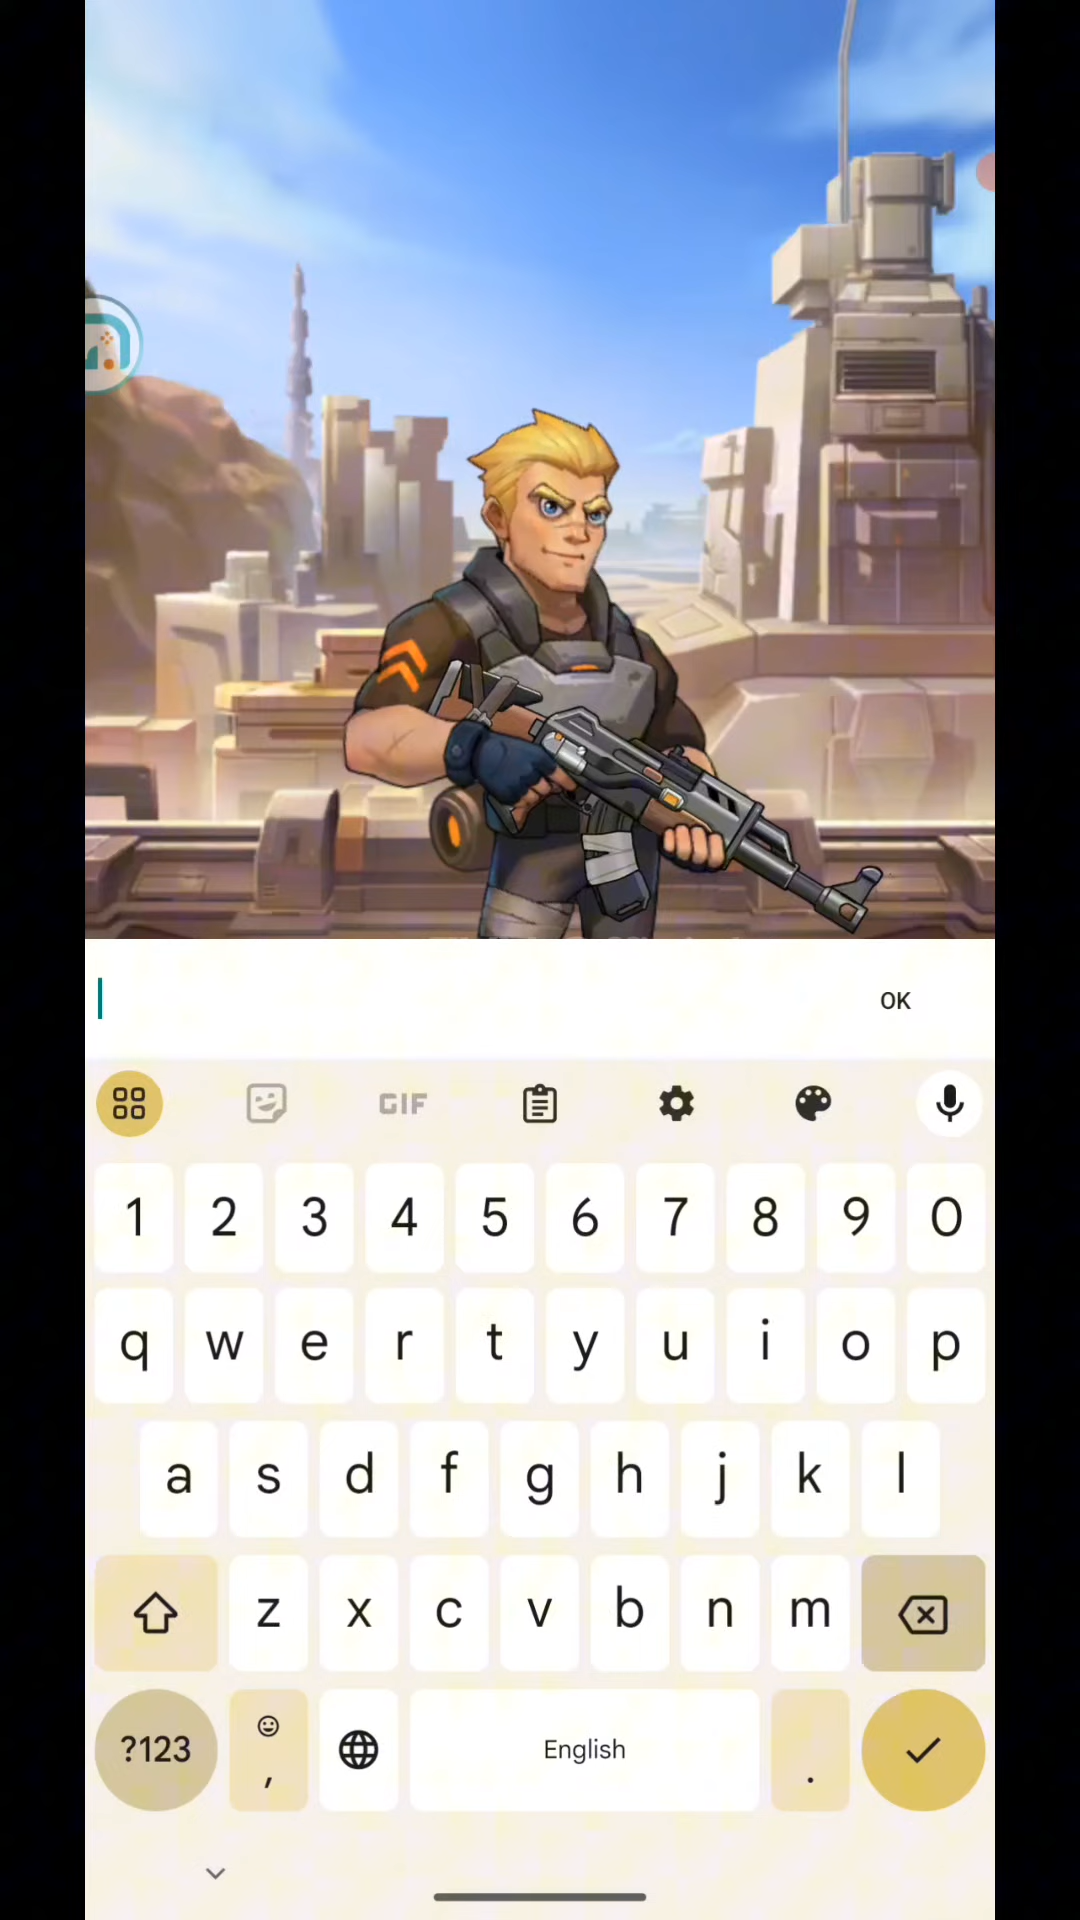 OK
GIF
1 2 3 4 5 6 7 8 9 0
q w e r t y u i o p
a s d f g h j k l
z x c v b n m
?123 , English .